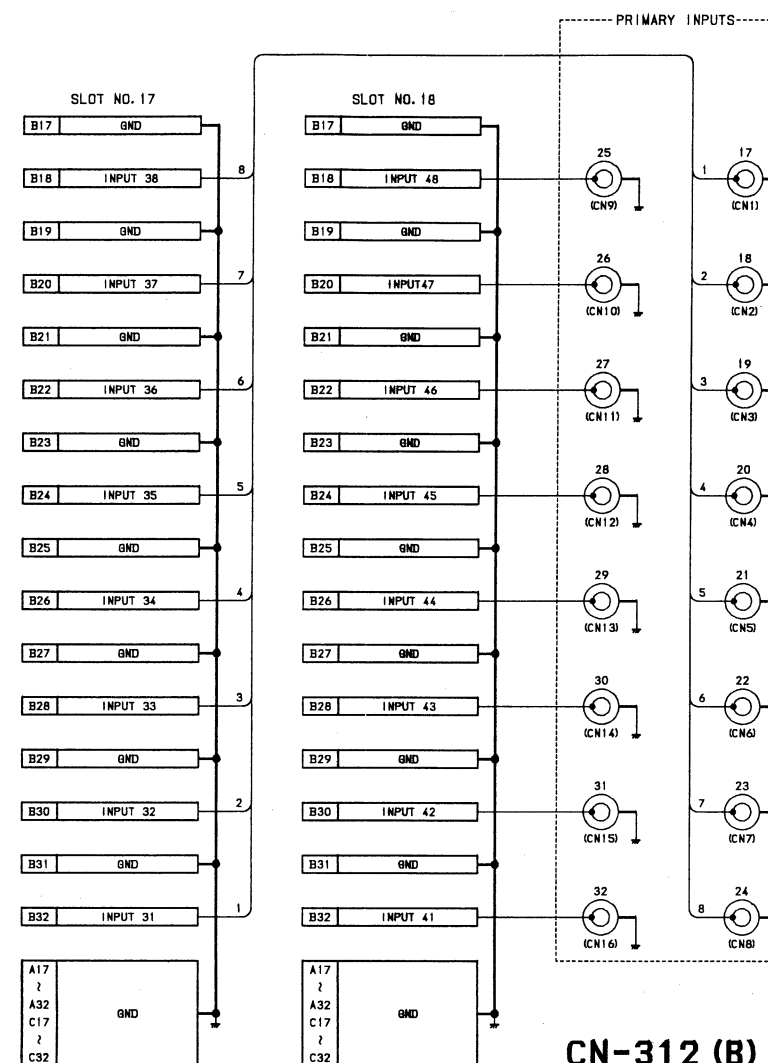 PRIMARY INPUTS
SLOT NO. 17
SLOT NO. 18
B17 GND
B17 GND
25
17
B18 INPUT 38 8
B18 INPUT 48
1
(CN9)
(CN1)
B19 GND
B19 GND
26
18
B20 INPUT 37 7
B20 INPUT47
2
(CN10)
(CN2)
B21 GND
B21 GND
27
19
B22 INPUT 36 6
B22 INPUT 46
3
(CN11)
(CN3)
B23 GND
B23 GND
28
20
B24 INPUT 35 5
B24 INPUT 45
4
(CN12)
(CN4)
B25 GND
B25 GND
29
21
B26 INPUT 34 4
B26 INPUT 44
5
(CN13)
(CN5)
B27 GND
B27 GND
30
22
B28 INPUT 33 3
B28 INPUT 43
6
(CN14)
(CN6)
B29 GND
B29 GND
31
23
B30 INPUT 32 2
B30 INPUT 42
7
(CN15)
(CN7)
B31 GND
B31 GND
32
24
B32 INPUT 31 1
B32 INPUT 41
8
(CN16)
(CN8)
A17
~
A32
C17
~
C32
GND
A17
~
A32
C17
~
C32
GND
CN-312 (B)